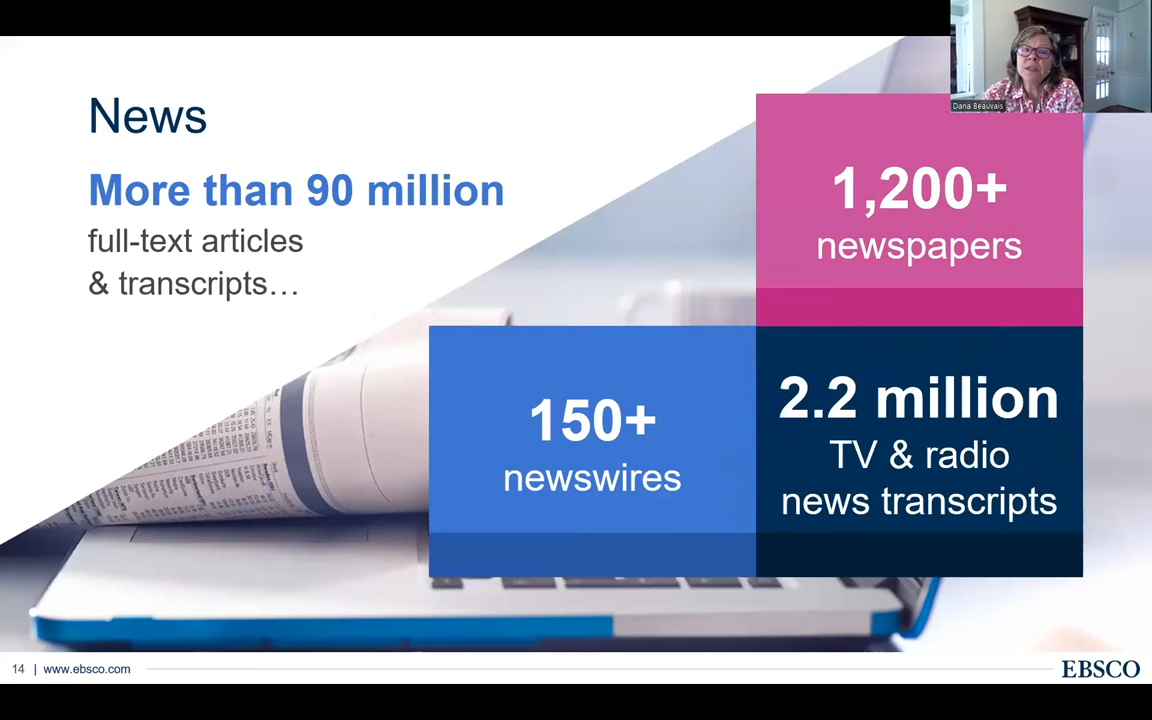 News
More than 90 million
full-text articles
& transcripts…
1,200+
newspapers
150+
newswires
2.2 million
TV & radio
news transcripts
Dana Beauvais
14 | www.ebsco.com
EBSCO